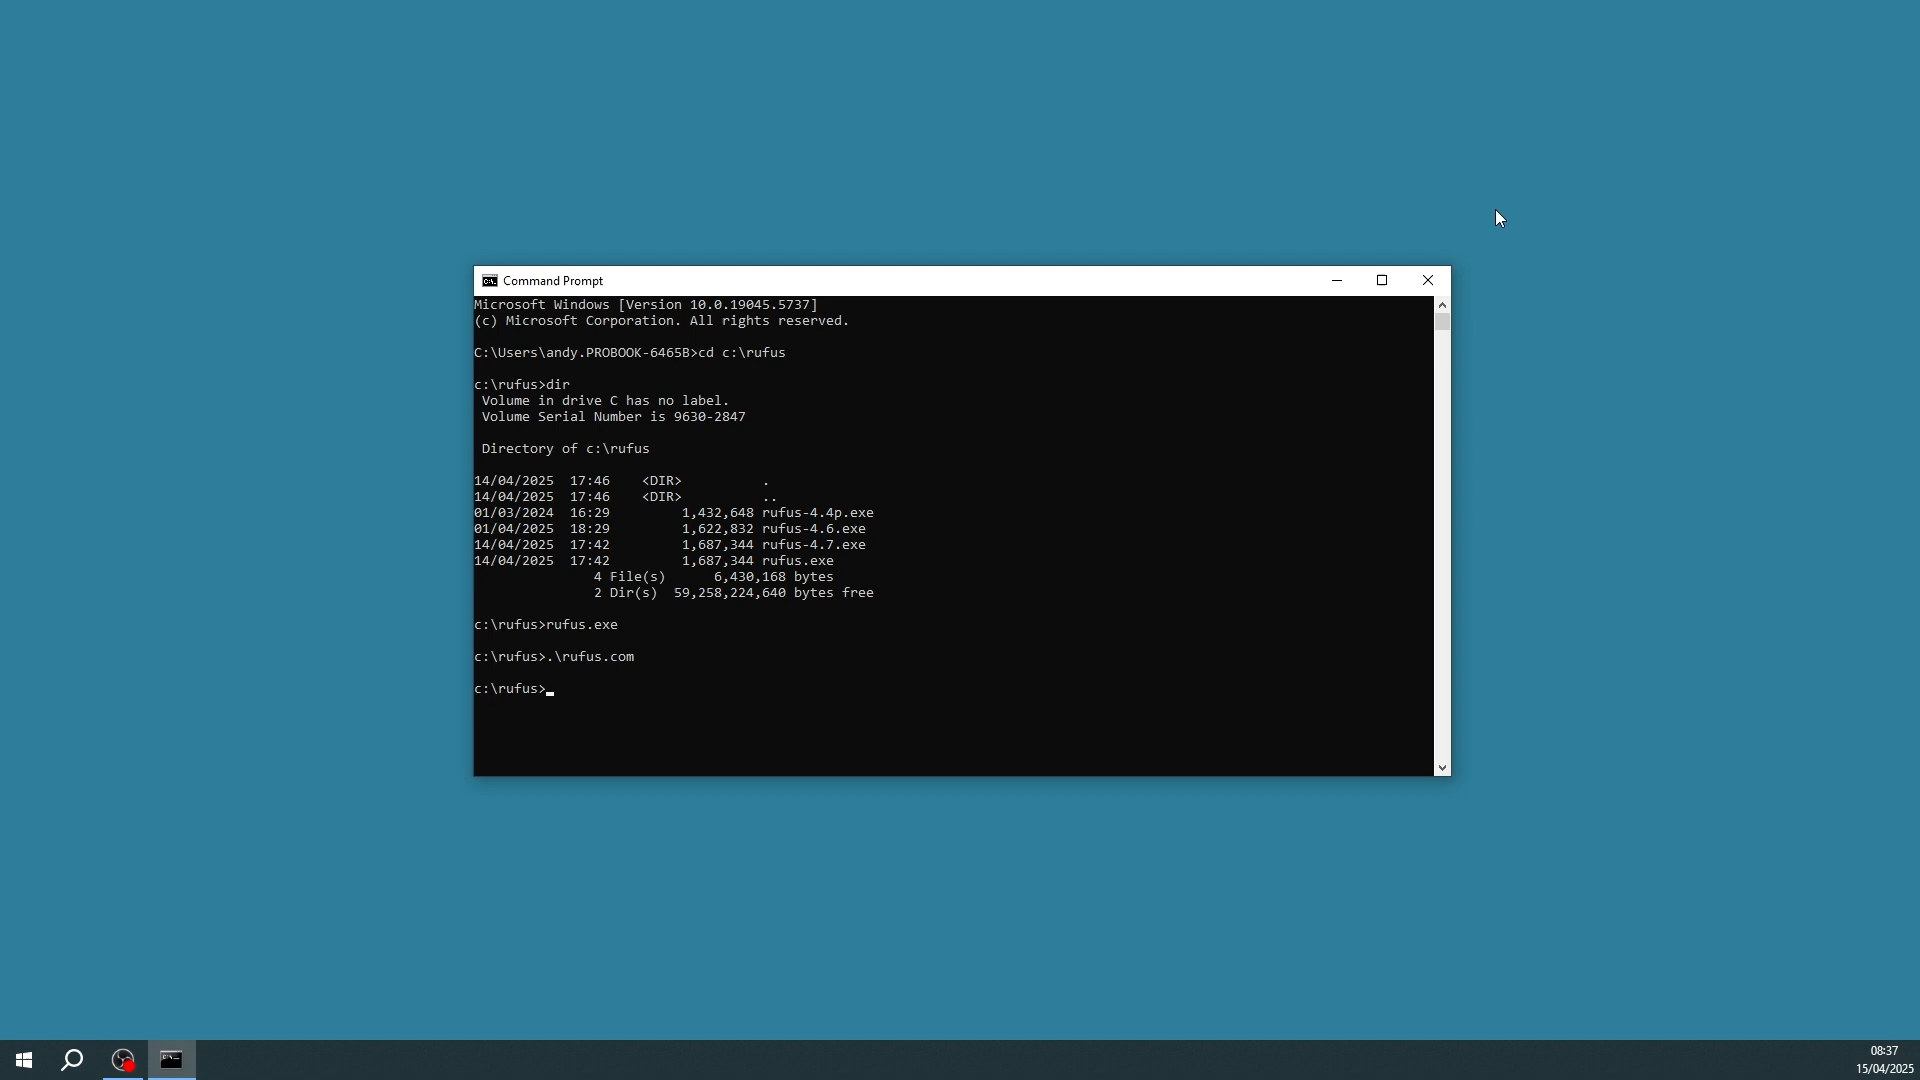 Command Prompt
Microsoft Windows [Version 10.0.19045.5737]
(c) Microsoft Corporation. All rights reserved.
C:\Users\andy.PROBOOK-6465B>cd c:\rufus
c:\rufus>dir
 Volume in drive C has no label.
 Volume Serial Number is 9630-2847
 Directory of c:\rufus
14/04/2025  17:46    <DIR>          .
14/04/2025  17:46    <DIR>          ..
01/03/2024  16:29         1,432,648 rufus-4.4p.exe
01/04/2025  18:29         1,622,832 rufus-4.6.exe
14/04/2025  17:42         1,687,344 rufus-4.7.exe
14/04/2025  17:42         1,687,344 rufus.exe
               4 File(s)      6,430,168 bytes
               2 Dir(s)  59,258,224,640 bytes free
c:\rufus>rufus.exe
c:\rufus>.\rufus.com
c:\rufus>
08:37
15/04/2025